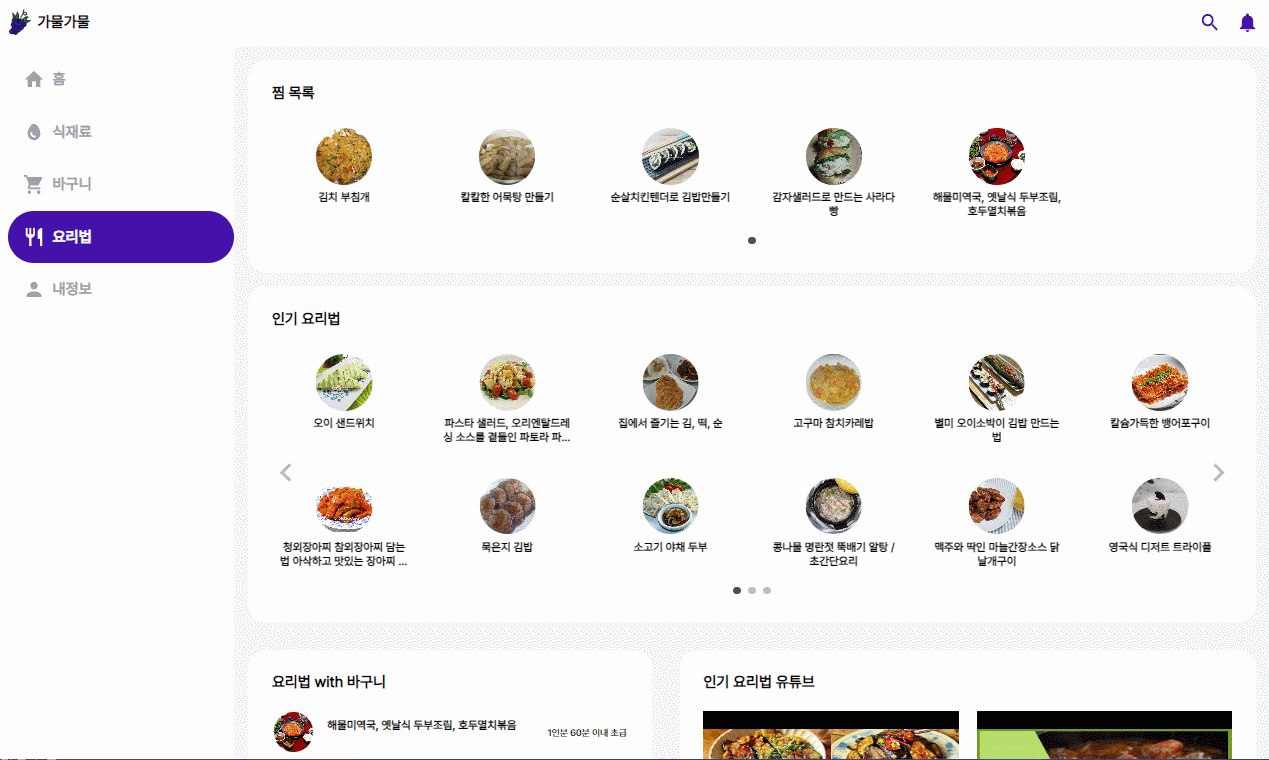 가물가물
홈
식재료
바구니
요리법
내정보
찜 목록
김치 부침개
칼칼한 어묵탕 만들기
순살치킨텐더로 김밥만들기
감자샐러드로 만드는 사라다
빵
해물미역국, 옛날식 두부조림,
호두멸치볶음
인기 요리법
오이 샌드위치
파스타 샐러드, 오리엔탈드레
싱 소스를 곁들인 파토라 파...
집에서 즐기는 김, 떡, 순
고구마 참치카레밥
별미 오이소박이 김밥 만드는
법
칼슘가득한 뱅어포구이
청외장아찌 참외장아찌 담는
법 아삭하고 맛있는 장아찌 ...
묵은지 김밥
소고기 야채 두부
콩나물 명란젓 뚝배기 알탕 /
초간단요리
맥주와 딱인 마늘간장소스 닭
날개구이
영국식 디저트 트라이플
요리법 with 바구니
해물미역국, 옛날식 두부조림, 호두멸치볶음
1인분 60분 이내 초급
인기 요리법 유튜브